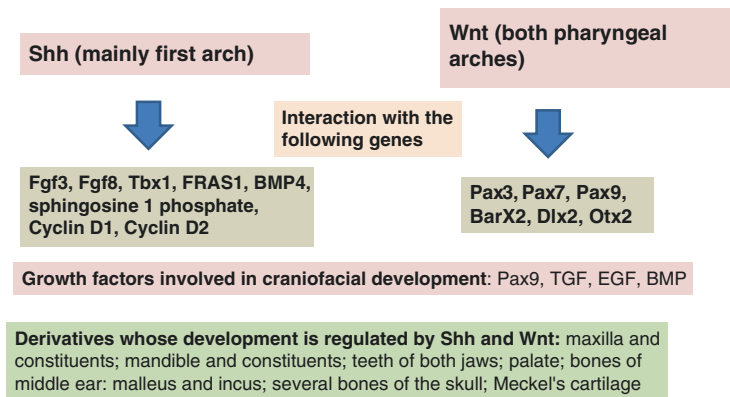 Shh (mainly first arch)
Wnt (both pharyngeal
arches)
Interaction with the
following genes
Fgf3, Fgf8, Tbx1, FRAS1, BMP4,
sphingosine 1 phosphate,
Cyclin D1, Cyclin D2
Pax3, Pax7, Pax9,
BarX2, Dlx2, Otx2
Growth factors involved in craniofacial development: Pax9, TGF, EGF, BMP
Derivatives whose development is regulated by Shh and Wnt: maxilla and
constituents; mandible and constituents; teeth of both jaws; palate; bones of
middle ear: malleus and incus; several bones of the skull; Meckel's cartilage